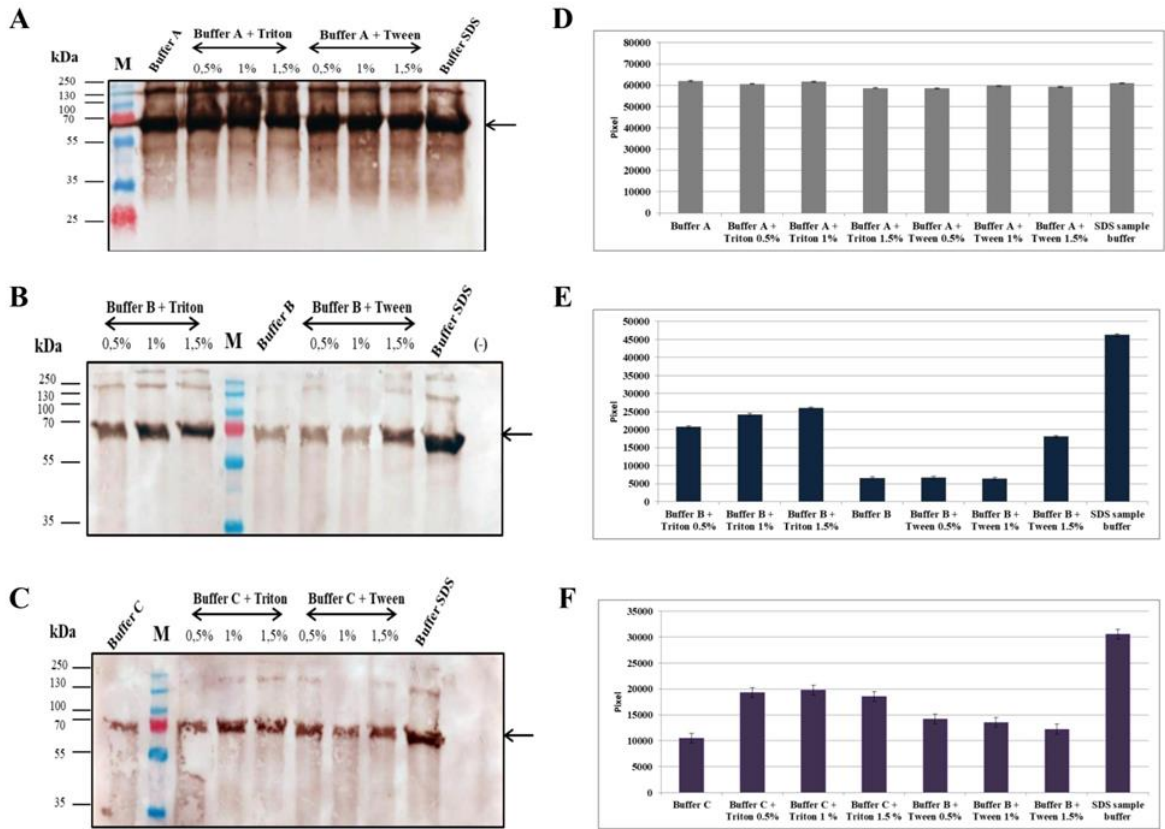 A
Buffer A
Buffer A + Triton
Buffer A + Tween
Buffer SDS
kDa
M
0,5% 1% 1,5% 0,5% 1% 1,5%
250
130
100
70
55
35
25
D
80000
70000
60000
50000
40000
30000
20000
10000
0
Pixel
Buffer A
Buffer A + Triton 0.5%
Buffer A + Triton 1%
Buffer A + Triton 1.5%
Buffer A + Tween 0.5%
Buffer A + Tween 1%
Buffer A + Tween 1.5%
SDS sample buffer
B
Buffer B + Triton
Buffer B
Buffer B + Tween
Buffer SDS
kDa
0,5% 1% 1,5% M 0,5% 1% 1,5% (-)
250
130
100
70
55
35
E
50000
45000
40000
35000
30000
25000
20000
15000
10000
5000
0
Pixel
Buffer B + Triton 0.5%
Buffer B + Triton 1%
Buffer B + Triton 1.5%
Buffer B
Buffer B + Tween 0.5%
Buffer B + Tween 1%
Buffer B + Tween 1.5%
SDS sample buffer
C
Buffer C
Buffer C + Triton
Buffer C + Tween
Buffer SDS
kDa
M 0,5% 1% 1,5% 0,5% 1% 1,5%
250
130
100
70
55
35
F
35000
30000
25000
20000
15000
10000
5000
0
Pixel
Buffer C
Buffer C + Triton 0.5%
Buffer C + Triton 1 %
Buffer C + Triton 1.5 %
Buffer B + Tween 0.5%
Buffer B + Tween 1%
Buffer B + Tween 1.5%
SDS sample buffer